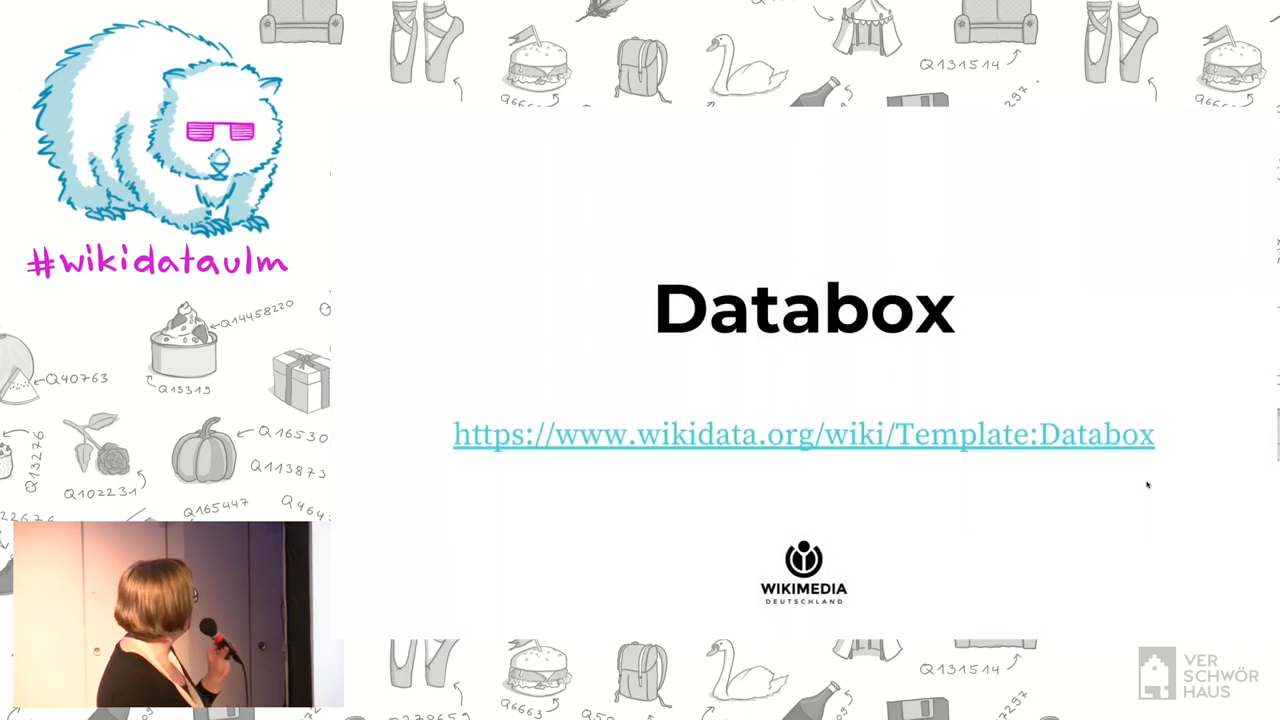 Q131514
#wikidataulm
Q14458220
Q40763
Q13319
Q13276
Q16530
Q102231
Q113873
Q165447
Databox
https://www.wikidata.org/wiki/Template:Databox
WIKIMEDIA
DEUTSCHLAND
Q131514
Q6663
VER
SCHWÖR
HAUS